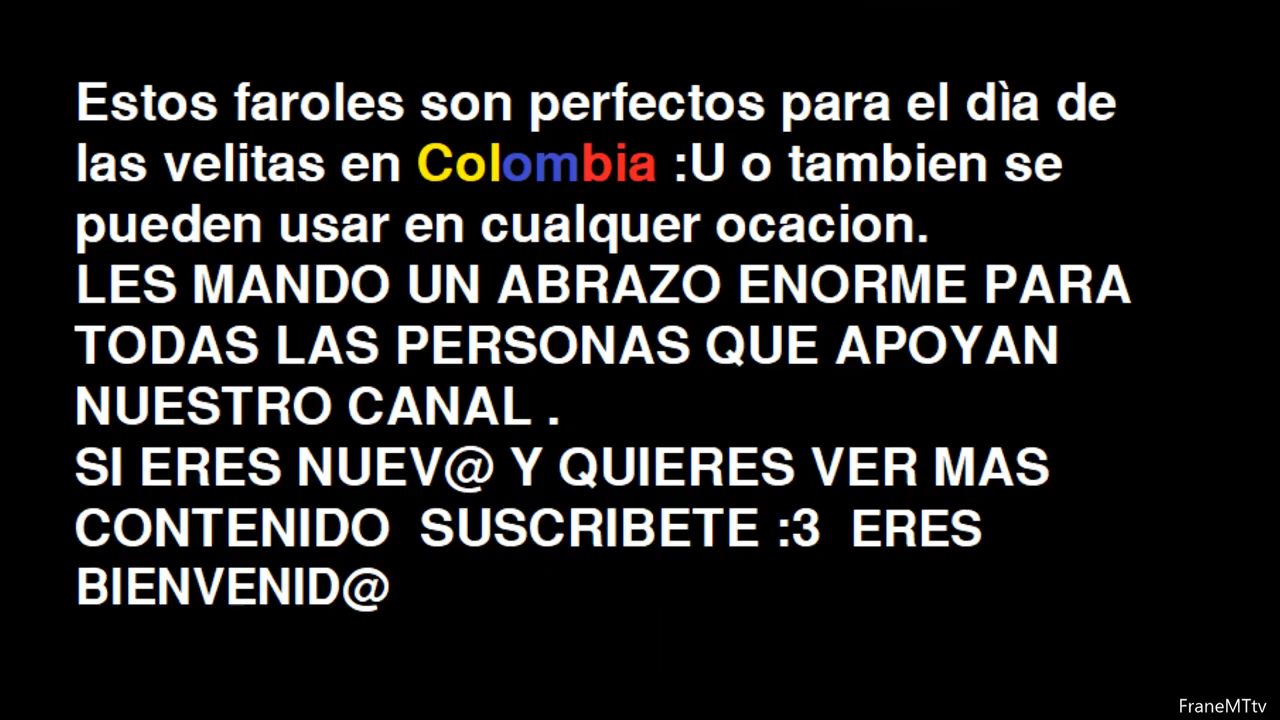 Estos faroles son perfectos para el dìa de
las velitas en Colombia :U o tambien se
pueden usar en cualquer ocacion.
LES MANDO UN ABRAZO ENORME PARA
TODAS LAS PERSONAS QUE APOYAN
NUESTRO CANAL .
SI ERES NUEV@ Y QUIERES VER MAS
CONTENIDO  SUSCRIBETE :3  ERES
BIENVENID@
FraneMTtv